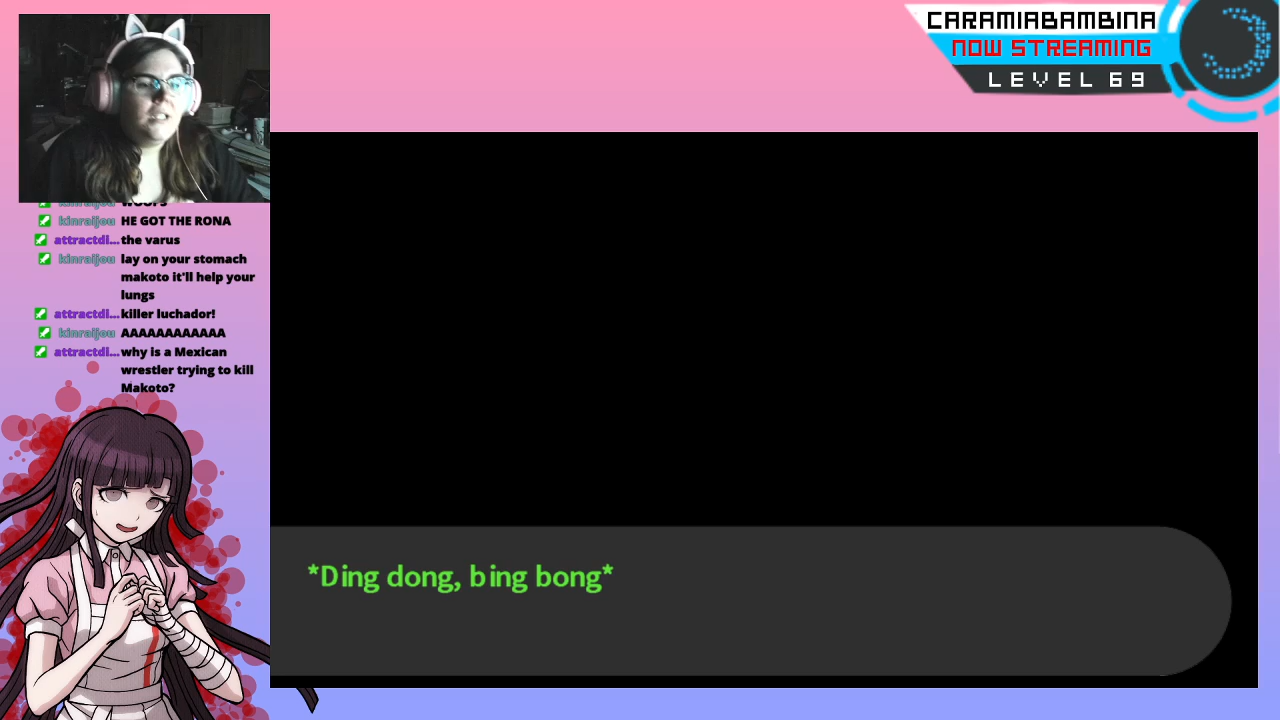 CARAMIABAMBINA
NOW STREAMING
LEVEL 69
kinraijou HE GOT THE RONA
attractdi... the varus
kinraijou lay on your stomach
makoto it'll help your
lungs
attractdi... killer luchador!
kinraijou AAAAAAAAAAAA
attractdi... why is a Mexican
wrestler trying to kill
Makoto?
*Ding dong, bing bong*